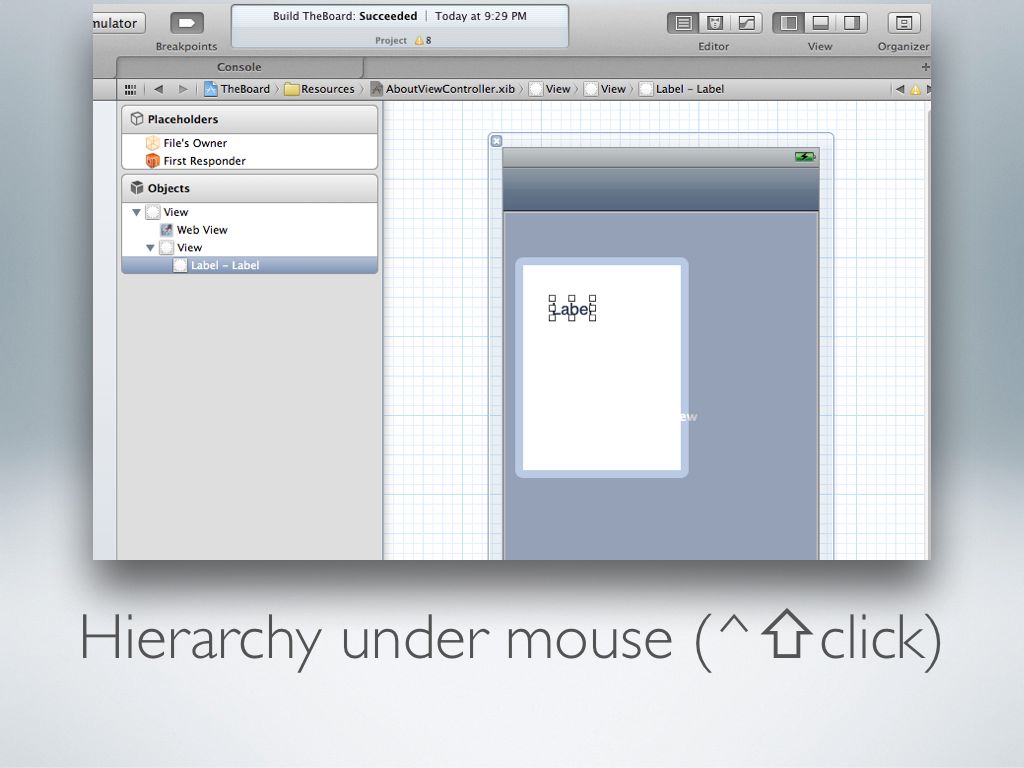 mulator
Build TheBoard: Succeeded | Today at 9:29 PM
Project 8
Breakpoints
Editor
View
Organizer
Console
+
TheBoard
Resources
AboutViewController.xib
View
View
Label – Label
Placeholders
File's Owner
First Responder
Objects
View
Web View
View
Label – Label
Label
ew
Hierarchy under mouse (^⇧click)